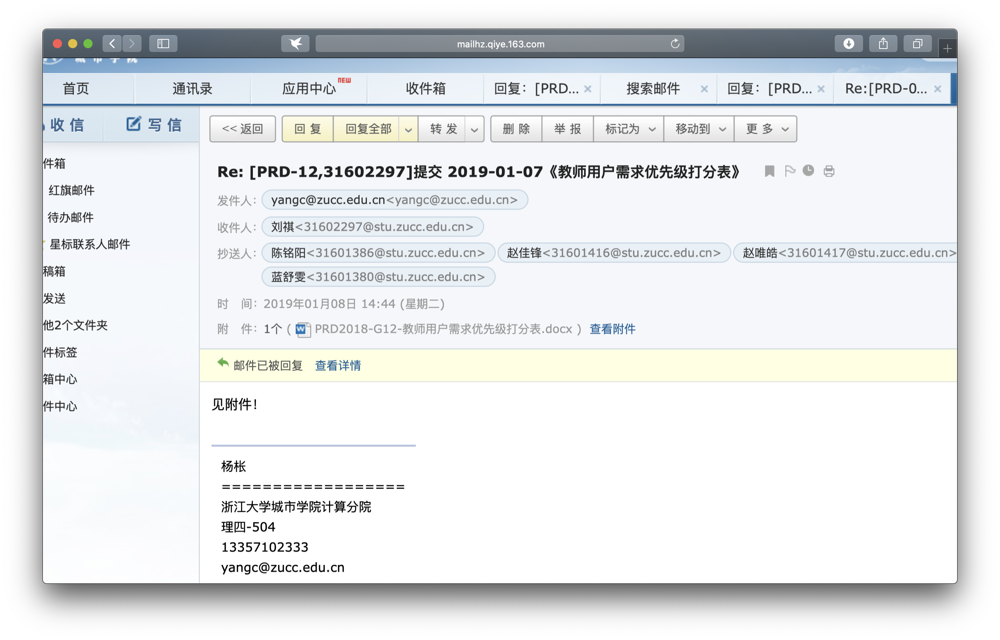 mailhz.qiye.163.com
城市学院
首页
通讯录
应用中心 NEW
收件箱
回复：[PRD...
搜索邮件
回复：[PRD...
Re:[PRD-0...
收 信
写 信
<< 返回
回 复
回复全部
转 发
删 除
举 报
标记为
移动到
更 多
件箱
红旗邮件
待办邮件
星标联系人邮件
稿箱
发送
他2个文件夹
件标签
箱中心
件中心
Re: [PRD-12,31602297]提交 2019-01-07《教师用户需求优先级打分表》
发件人：yangc@zucc.edu.cn<yangc@zucc.edu.cn>
收件人：刘祺<31602297@stu.zucc.edu.cn>
抄送人：陈铭阳<31601386@stu.zucc.edu.cn> 赵佳锋<31601416@stu.zucc.edu.cn> 赵唯皓<31601417@stu.zucc.edu.cn>
蓝舒雯<31601380@stu.zucc.edu.cn>
时 间：2019年01月08日 14:44 (星期二)
附 件：1个 ( PRD2018-G12-教师用户需求优先级打分表.docx ) 查看附件
邮件已被回复 查看详情
见附件！
杨枨
==================
浙江大学城市学院计算分院
理四-504
13357102333
yangc@zucc.edu.cn